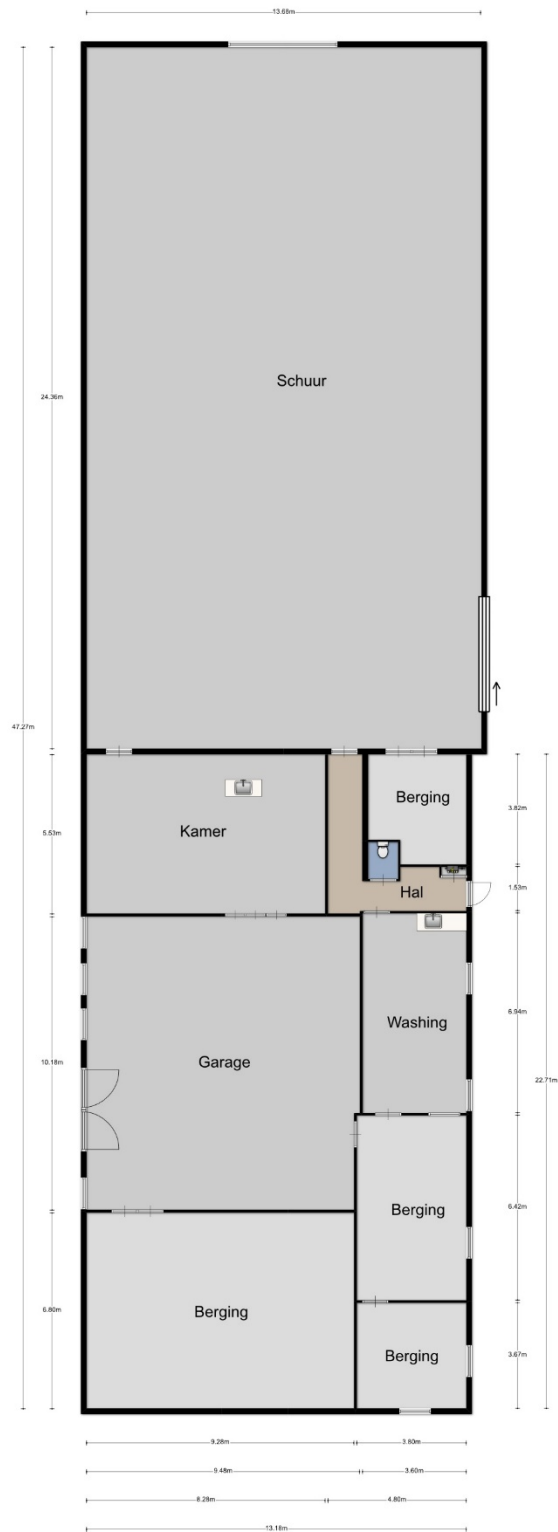 13.68m
Schuur
24.36m
47.27m
Berging
3.82m
Kamer
5.53m
Hal
1.53m
Washing
6.94m
Garage
10.18m
22.71m
Berging
6.42m
Berging
6.80m
Berging
3.67m
9.28m
3.80m
9.48m
3.60m
8.28m
4.80m
13.18m